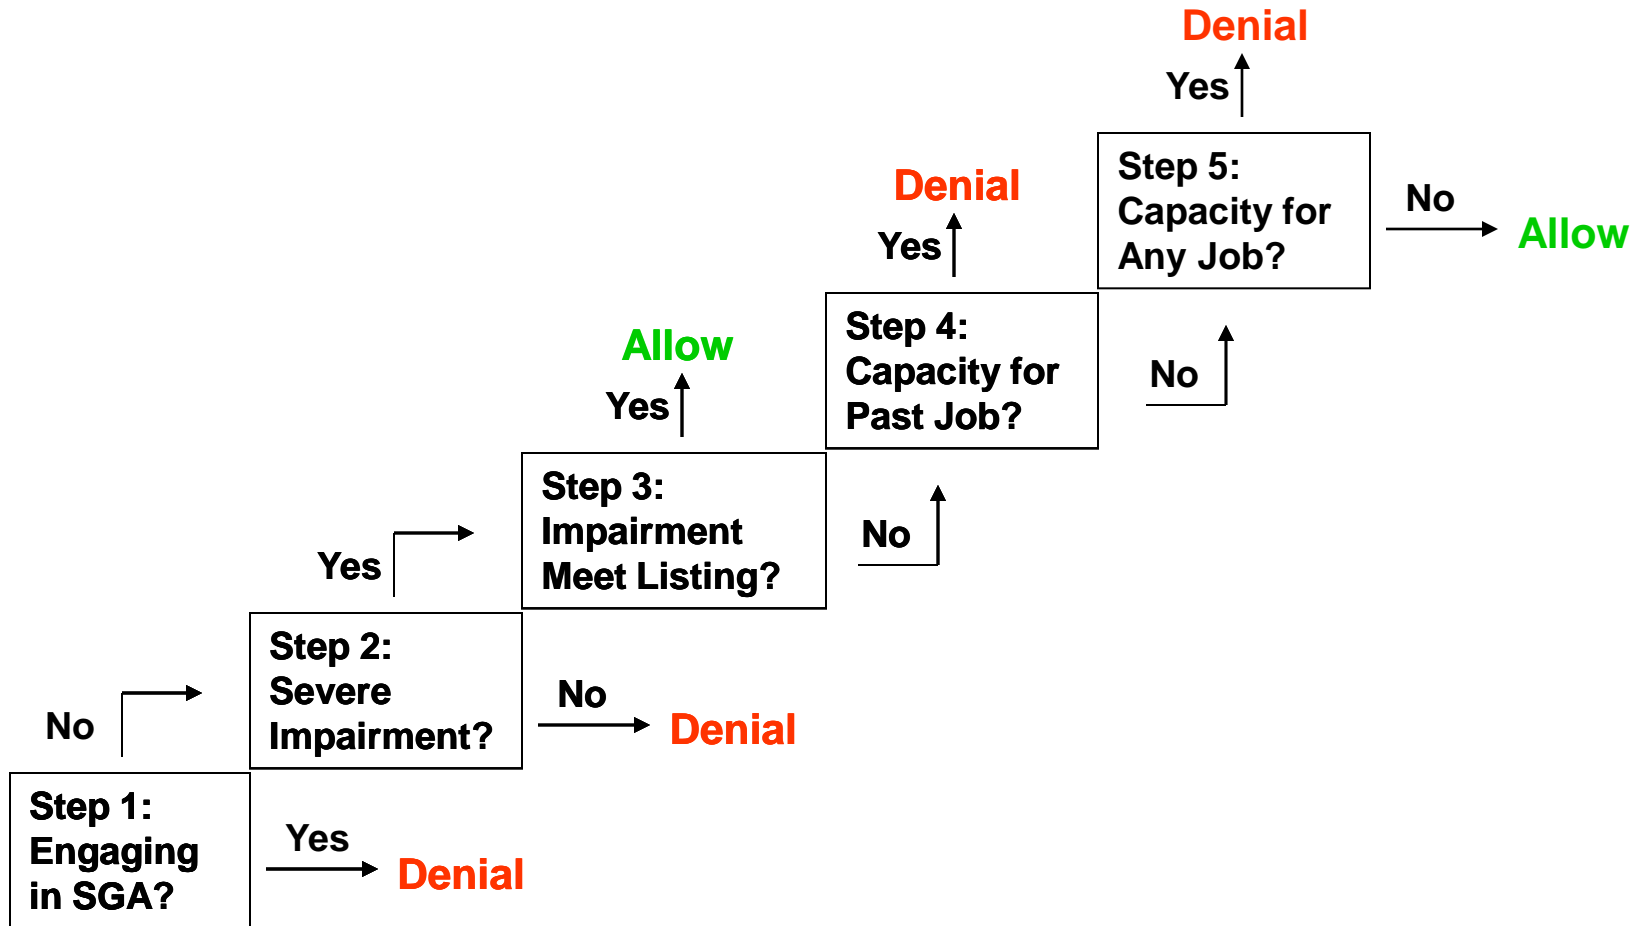 Denial
Yes
Step 5:
Capacity for
Any Job?
No
Allow
Denial
Yes
Step 4:
Capacity for
Past Job?
No
Allow
Yes
Step 3:
Impairment
Meet Listing?
No
Yes
Step 2:
Severe
Impairment?
No
Denial
No
Step 1:
Engaging
in SGA?
Yes
Denial